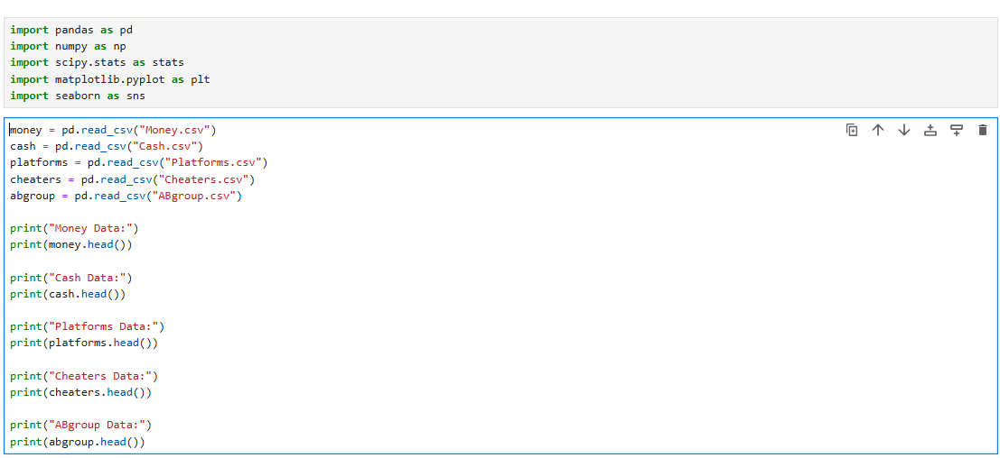 import pandas as pd
import numpy as np
import scipy.stats as stats
import matplotlib.pyplot as plt
import seaborn as sns
money = pd.read_csv("Money.csv")
cash = pd.read_csv("Cash.csv")
platforms = pd.read_csv("Platforms.csv")
cheaters = pd.read_csv("Cheaters.csv")
abgroup = pd.read_csv("ABgroup.csv")
print("Money Data:")
print(money.head())
print("Cash Data:")
print(cash.head())
print("Platforms Data:")
print(platforms.head())
print("Cheaters Data:")
print(cheaters.head())
print("ABgroup Data:")
print(abgroup.head())